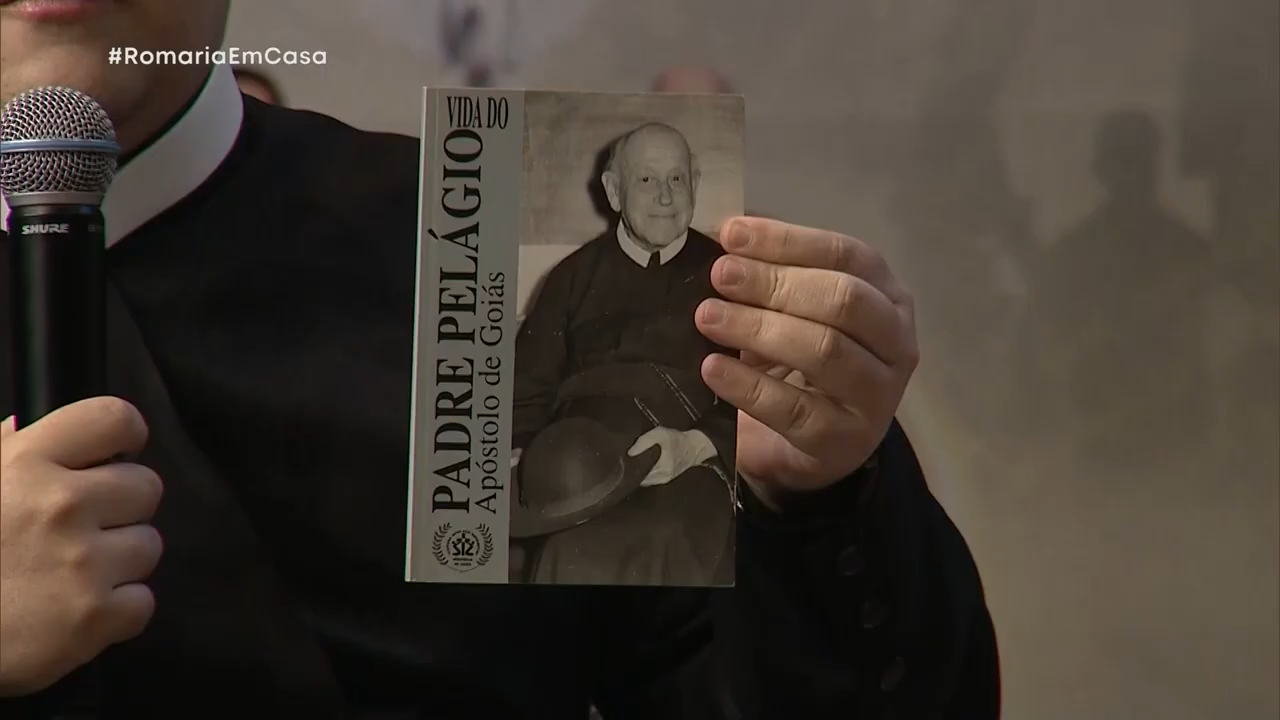 #RomariaEmCasa
SHURE
VIDA DO
PADRE PELÁGIO
Apóstolo de Goiás